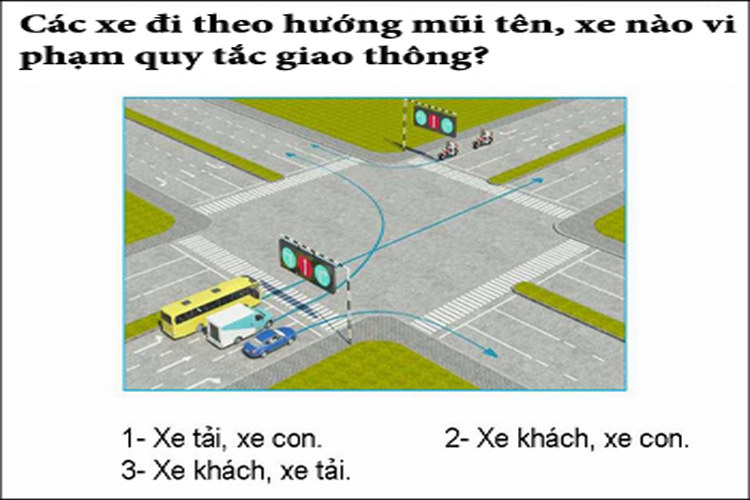 Các xe đi theo hướng mũi tên, xe nào vi
phạm quy tắc giao thông?
1- Xe tải, xe con.
2- Xe khách, xe con.
3- Xe khách, xe tải.